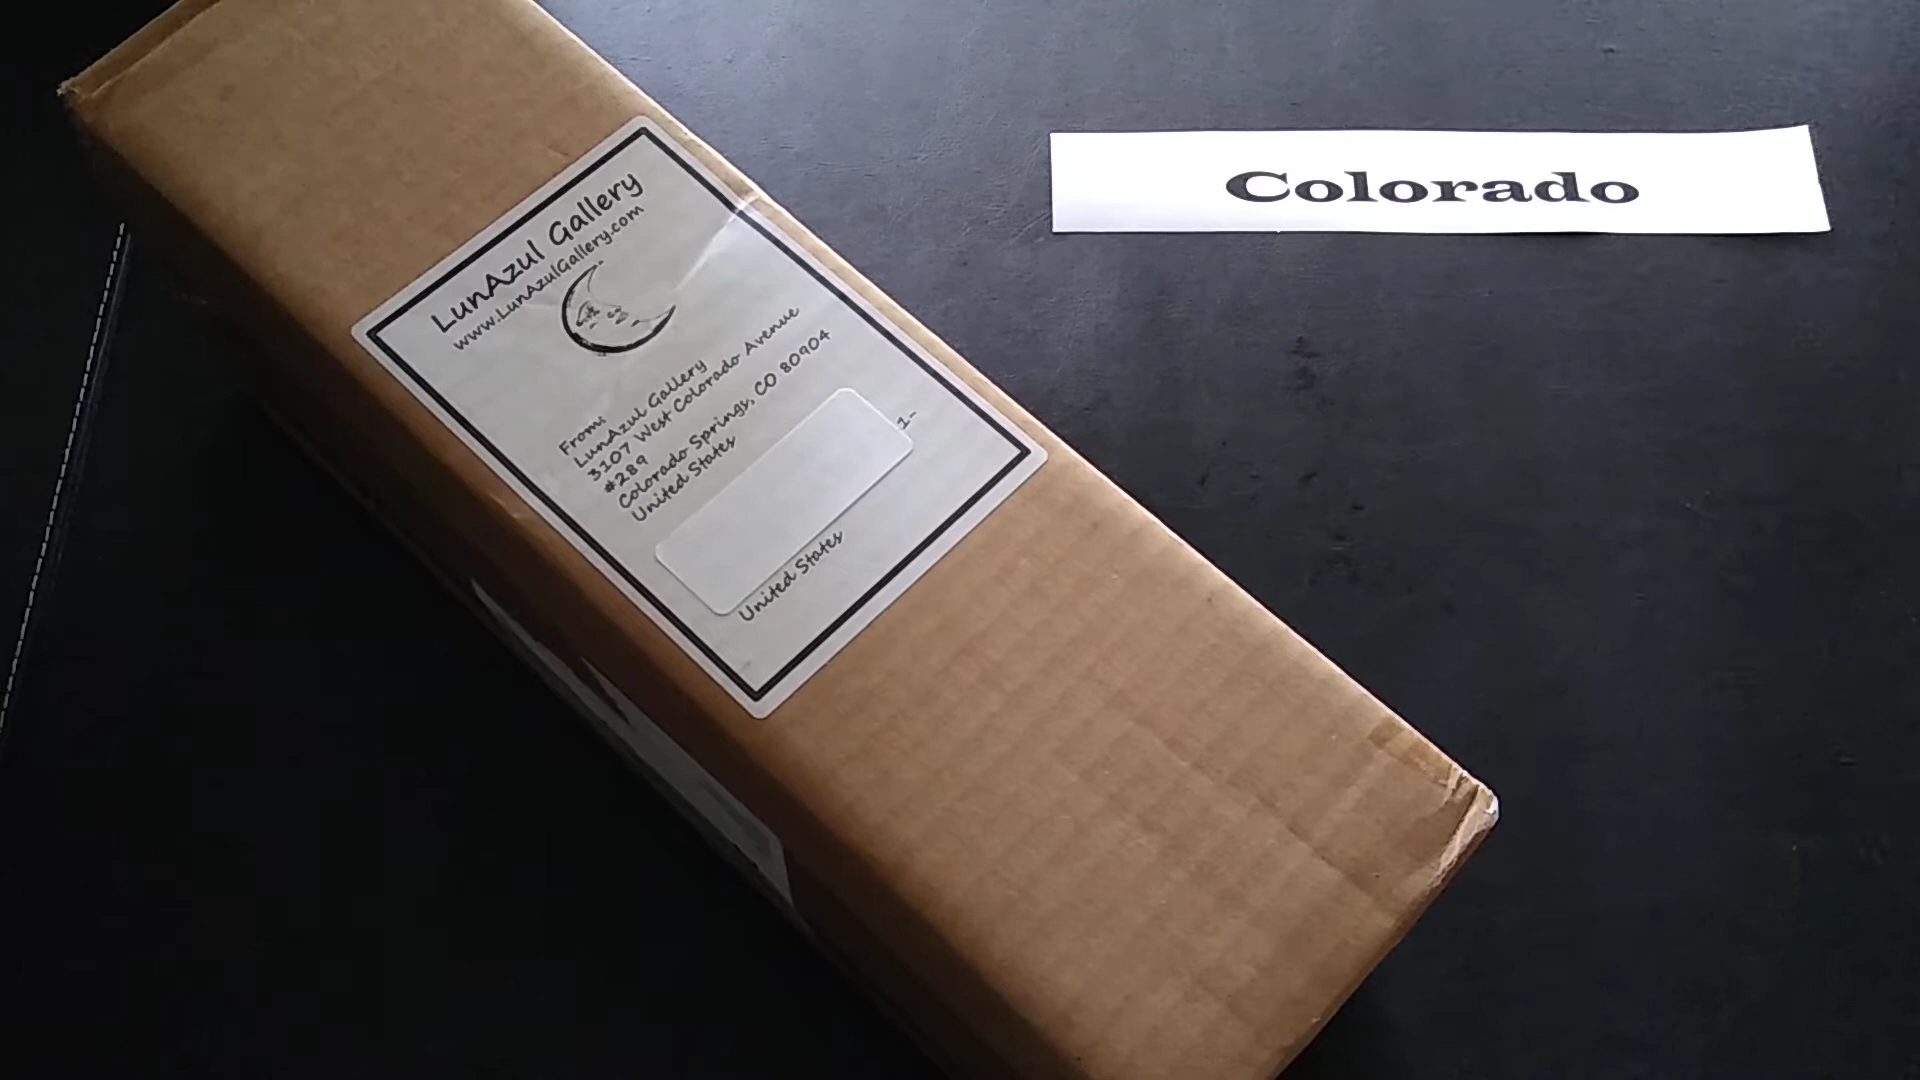 LunAzul Gallery
www.LunAzulGallery.com
From:
LunAzul Gallery
3107 West Colorado Avenue
#289
Colorado Springs, CO 80904
United States
1-
United States
Colorado